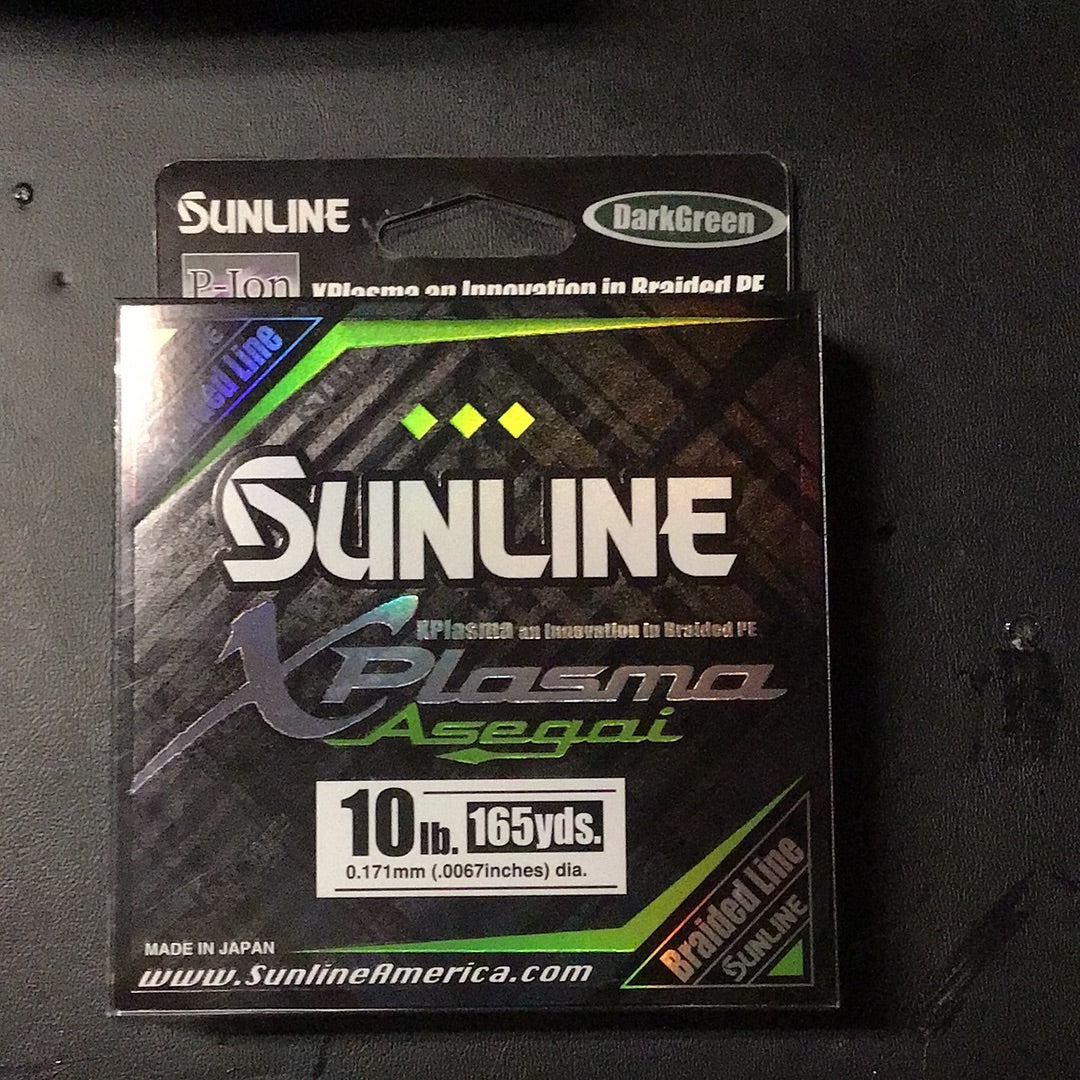 SUNLINE
DarkGreen
P-Ion
XPlasma an Innovation in Braided PE
Line
SUNLINE
XPlasma an Innovation in Braided PE
XPlasma
Asegai
10lb. 165yds.
0.171mm (.0067inches) dia.
Braided Line
SUNLINE
MADE IN JAPAN
www.SunlineAmerica.com